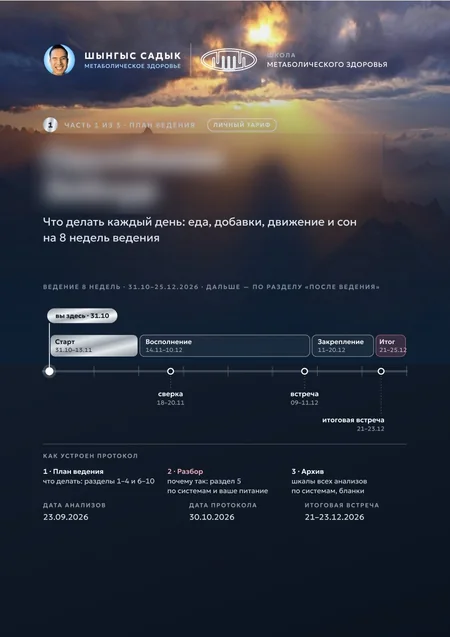 ШЫНГЫС САДЫК
МЕТАБОЛИЧЕСКОЕ ЗДОРОВЬЕ
ШКОЛА
МЕТАБОЛИЧЕСКОГО ЗДОРОВЬЯ
1 ЧАСТЬ 1 ИЗ 3 · ПЛАН ВЕДЕНИЯ ЛИЧНЫЙ ТАРИФ
Что делать каждый день: еда, добавки, движение и сон
на 8 недель ведения
ВЕДЕНИЕ 8 НЕДЕЛЬ · 31.10–25.12.2026 · ДАЛЬШЕ — ПО РАЗДЕЛУ «ПОСЛЕ ВЕДЕНИЯ»
вы здесь · 31.10
Старт Восполнение Закрепление Итог
31.10–13.11 14.11–10.12 11–20.12 21–25.12
сверка встреча
18–20.11 09–11.12
итоговая встреча
21–23.12
КАК УСТРОЕН ПРОТОКОЛ
1 · План ведения 2 · Разбор 3 · Архив
что делать: разделы 1–4 и 6–10 почему так: раздел 5 шкалы всех анализов
по системам и ваше питание по системам, бланки
ДАТА АНАЛИЗОВ ДАТА ПРОТОКОЛА ИТОГОВАЯ ВСТРЕЧА
23.09.2026 30.10.2026 21–23.12.2026